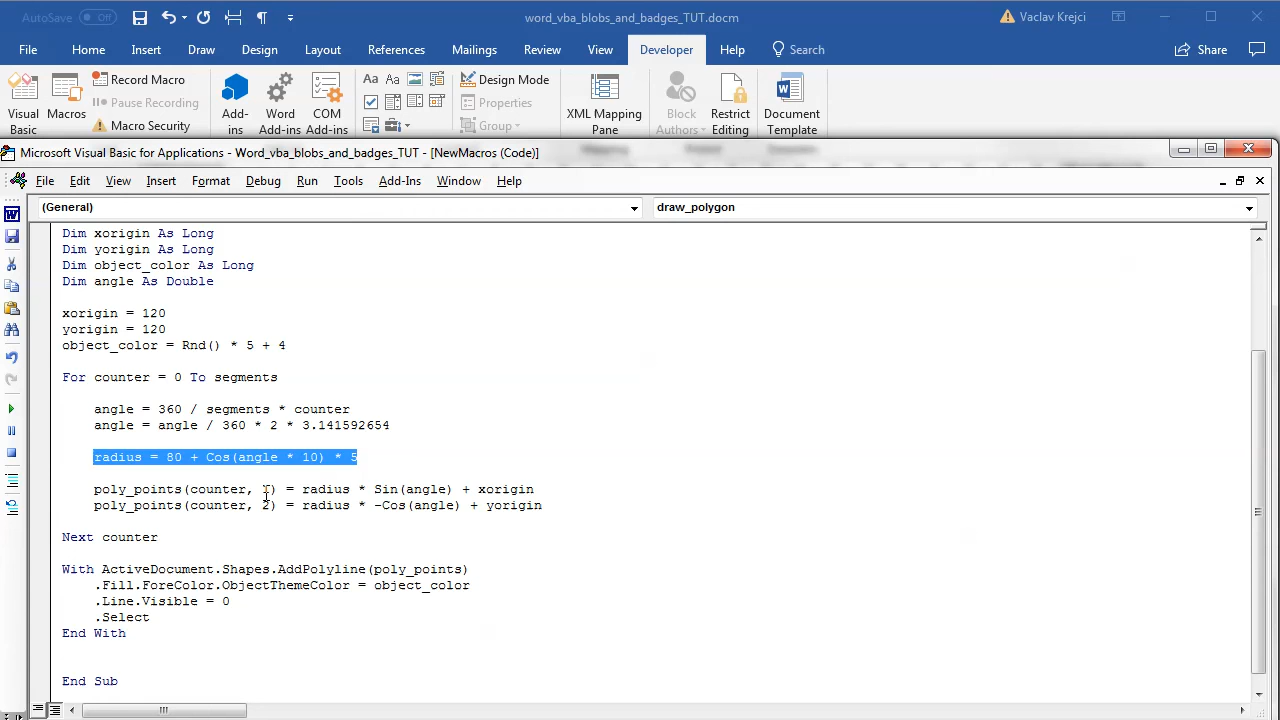 AutoSave Off word_vba_blobs_and_badges_TUT.docm Vaclav Krejci
File Home Insert Draw Design Layout References Mailings Review View Developer Help Search Share
Visual Basic
Macros
Record Macro
Pause Recording
Macro Security
Add-ins
Word Add-ins
COM Add-ins
Aa Aa
Design Mode
Properties
Group
XML Mapping Pane
Block Authors
Restrict Editing
Document Template
Microsoft Visual Basic for Applications - Word_vba_blobs_and_badges_TUT - [NewMacros (Code)]
File Edit View Insert Format Debug Run Tools Add-Ins Window Help
(General) draw_polygon
Dim xorigin As Long
Dim yorigin As Long
Dim object_color As Long
Dim angle As Double
xorigin = 120
yorigin = 120
object_color = Rnd() * 5 + 4
For counter = 0 To segments
angle = 360 / segments * counter
angle = angle / 360 * 2 * 3.141592654
radius = 80 + Cos(angle * 10) * 5
poly_points(counter, 1) = radius * Sin(angle) + xorigin
poly_points(counter, 2) = radius * -Cos(angle) + yorigin
Next counter
With ActiveDocument.Shapes.AddPolyline(poly_points)
.Fill.ForeColor.ObjectThemeColor = object_color
.Line.Visible = 0
.Select
End With
End Sub